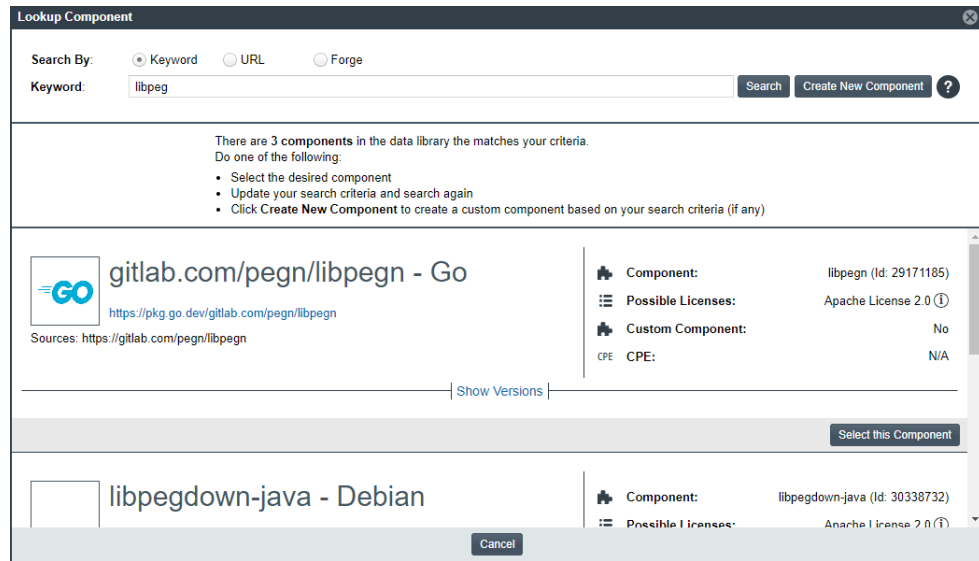 Lookup Component
Search By: Keyword URL Forge
Keyword: libpeg Search Create New Component ?
There are 3 components in the data library the matches your criteria.
Do one of the following:
• Select the desired component
• Update your search criteria and search again
• Click Create New Component to create a custom component based on your search criteria (if any)
GO
gitlab.com/pegn/libpegn - Go
https://pkg.go.dev/gitlab.com/pegn/libpegn
Sources: https://gitlab.com/pegn/libpegn
Component: libpegn (Id: 29171185)
Possible Licenses: Apache License 2.0
Custom Component: No
CPE CPE: N/A
Show Versions
Select this Component
libpegdown-java - Debian
Component: libpegdown-java (Id: 30338732)
Possible Licenses: Apache License 2.0
Cancel